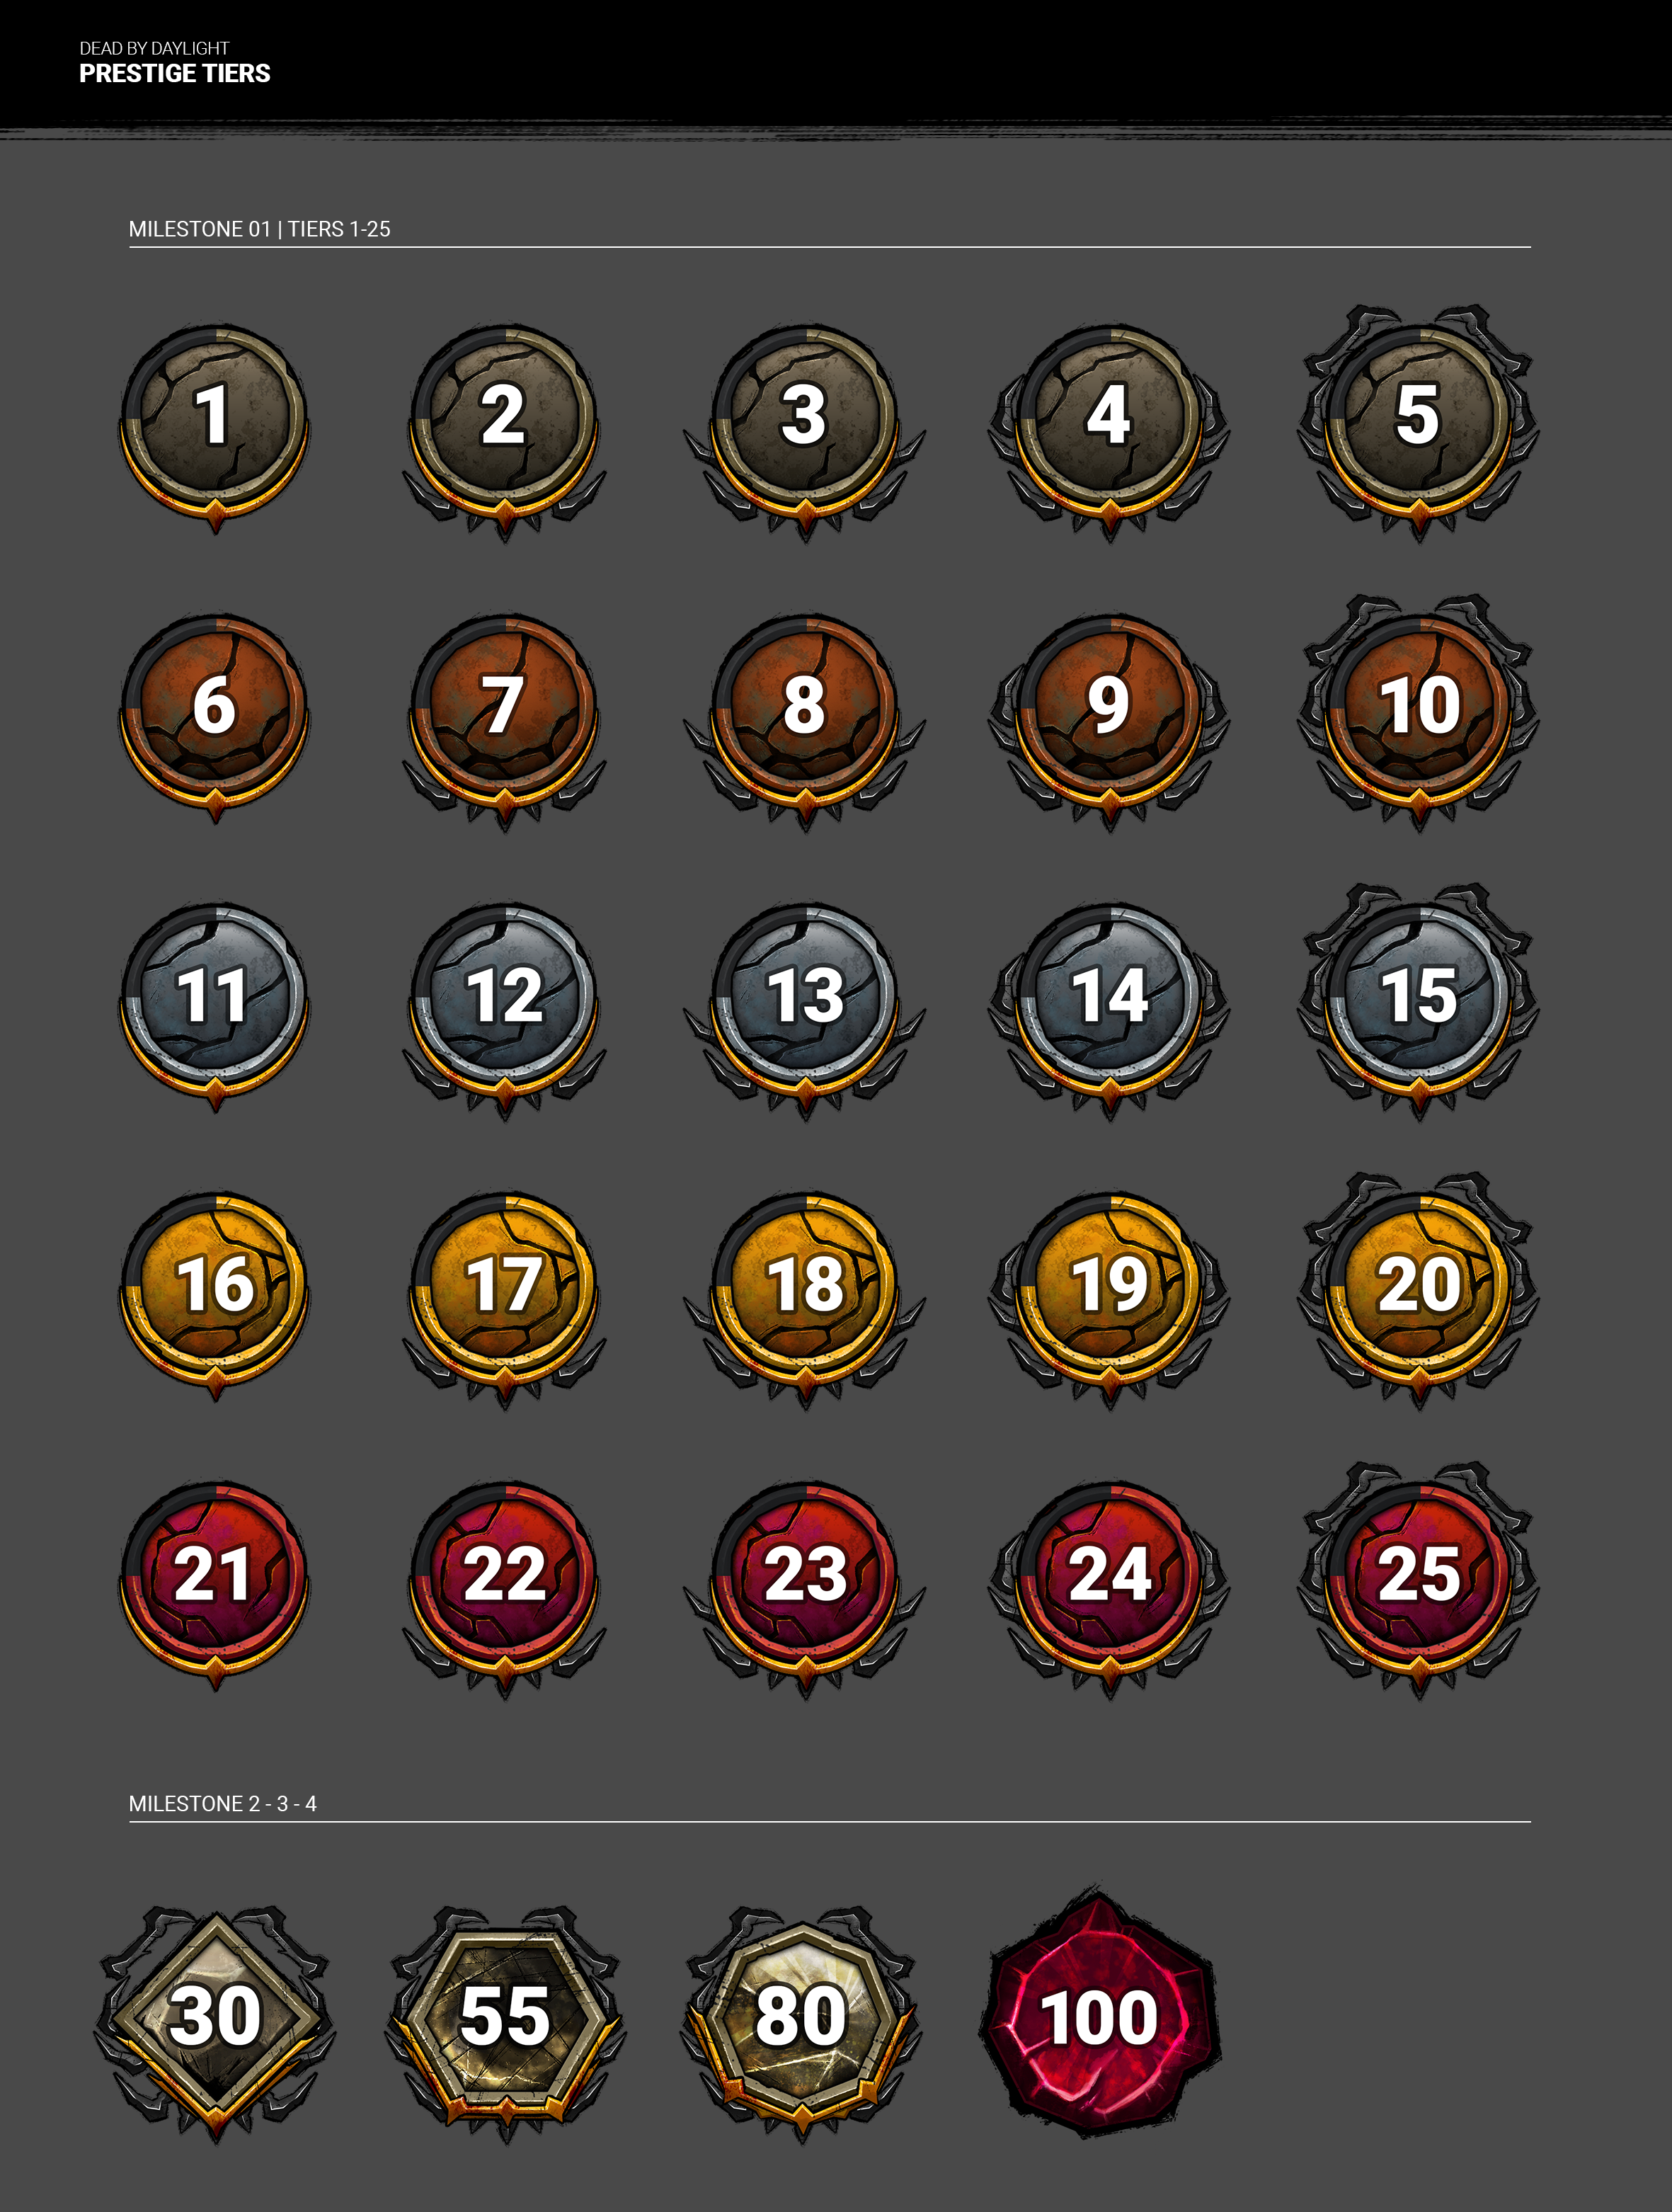 DEAD BY DAYLIGHT
PRESTIGE TIERS
MILESTONE 01 | TIERS 1-25
1 2 3 4 5
6 7 8 9 10
11 12 13 14 15
16 17 18 19 20
21 22 23 24 25
MILESTONE 2 - 3 - 4
30 55 80 100